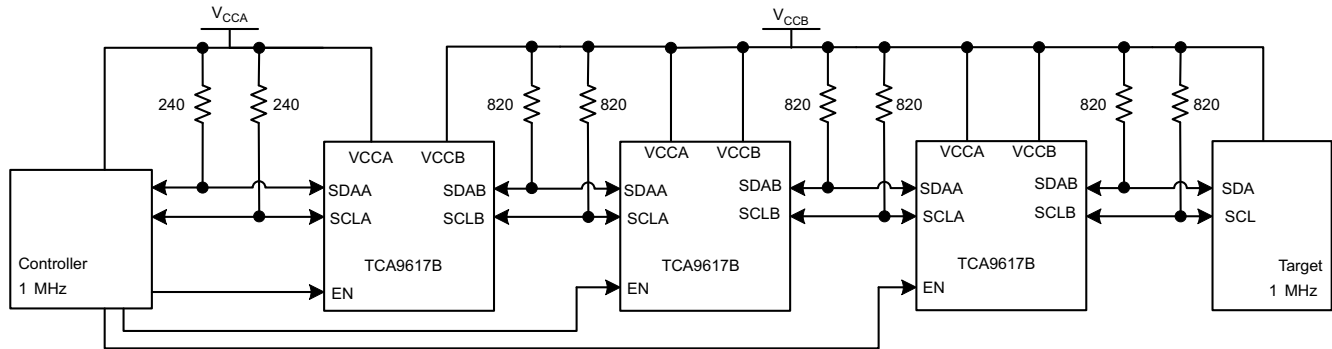 VCCA
VCCB
240
240
820
820
820
820
820
820
VCCA
VCCB
VCCA
VCCB
VCCA
VCCB
SDAA
SDAB
SDAA
SDAB
SDAA
SDAB
SDA
SCLA
SCLB
SCLA
SCLB
SCLA
SCLB
SCL
Controller
1 MHz
TCA9617B
TCA9617B
TCA9617B
Target
1 MHz
EN
EN
EN